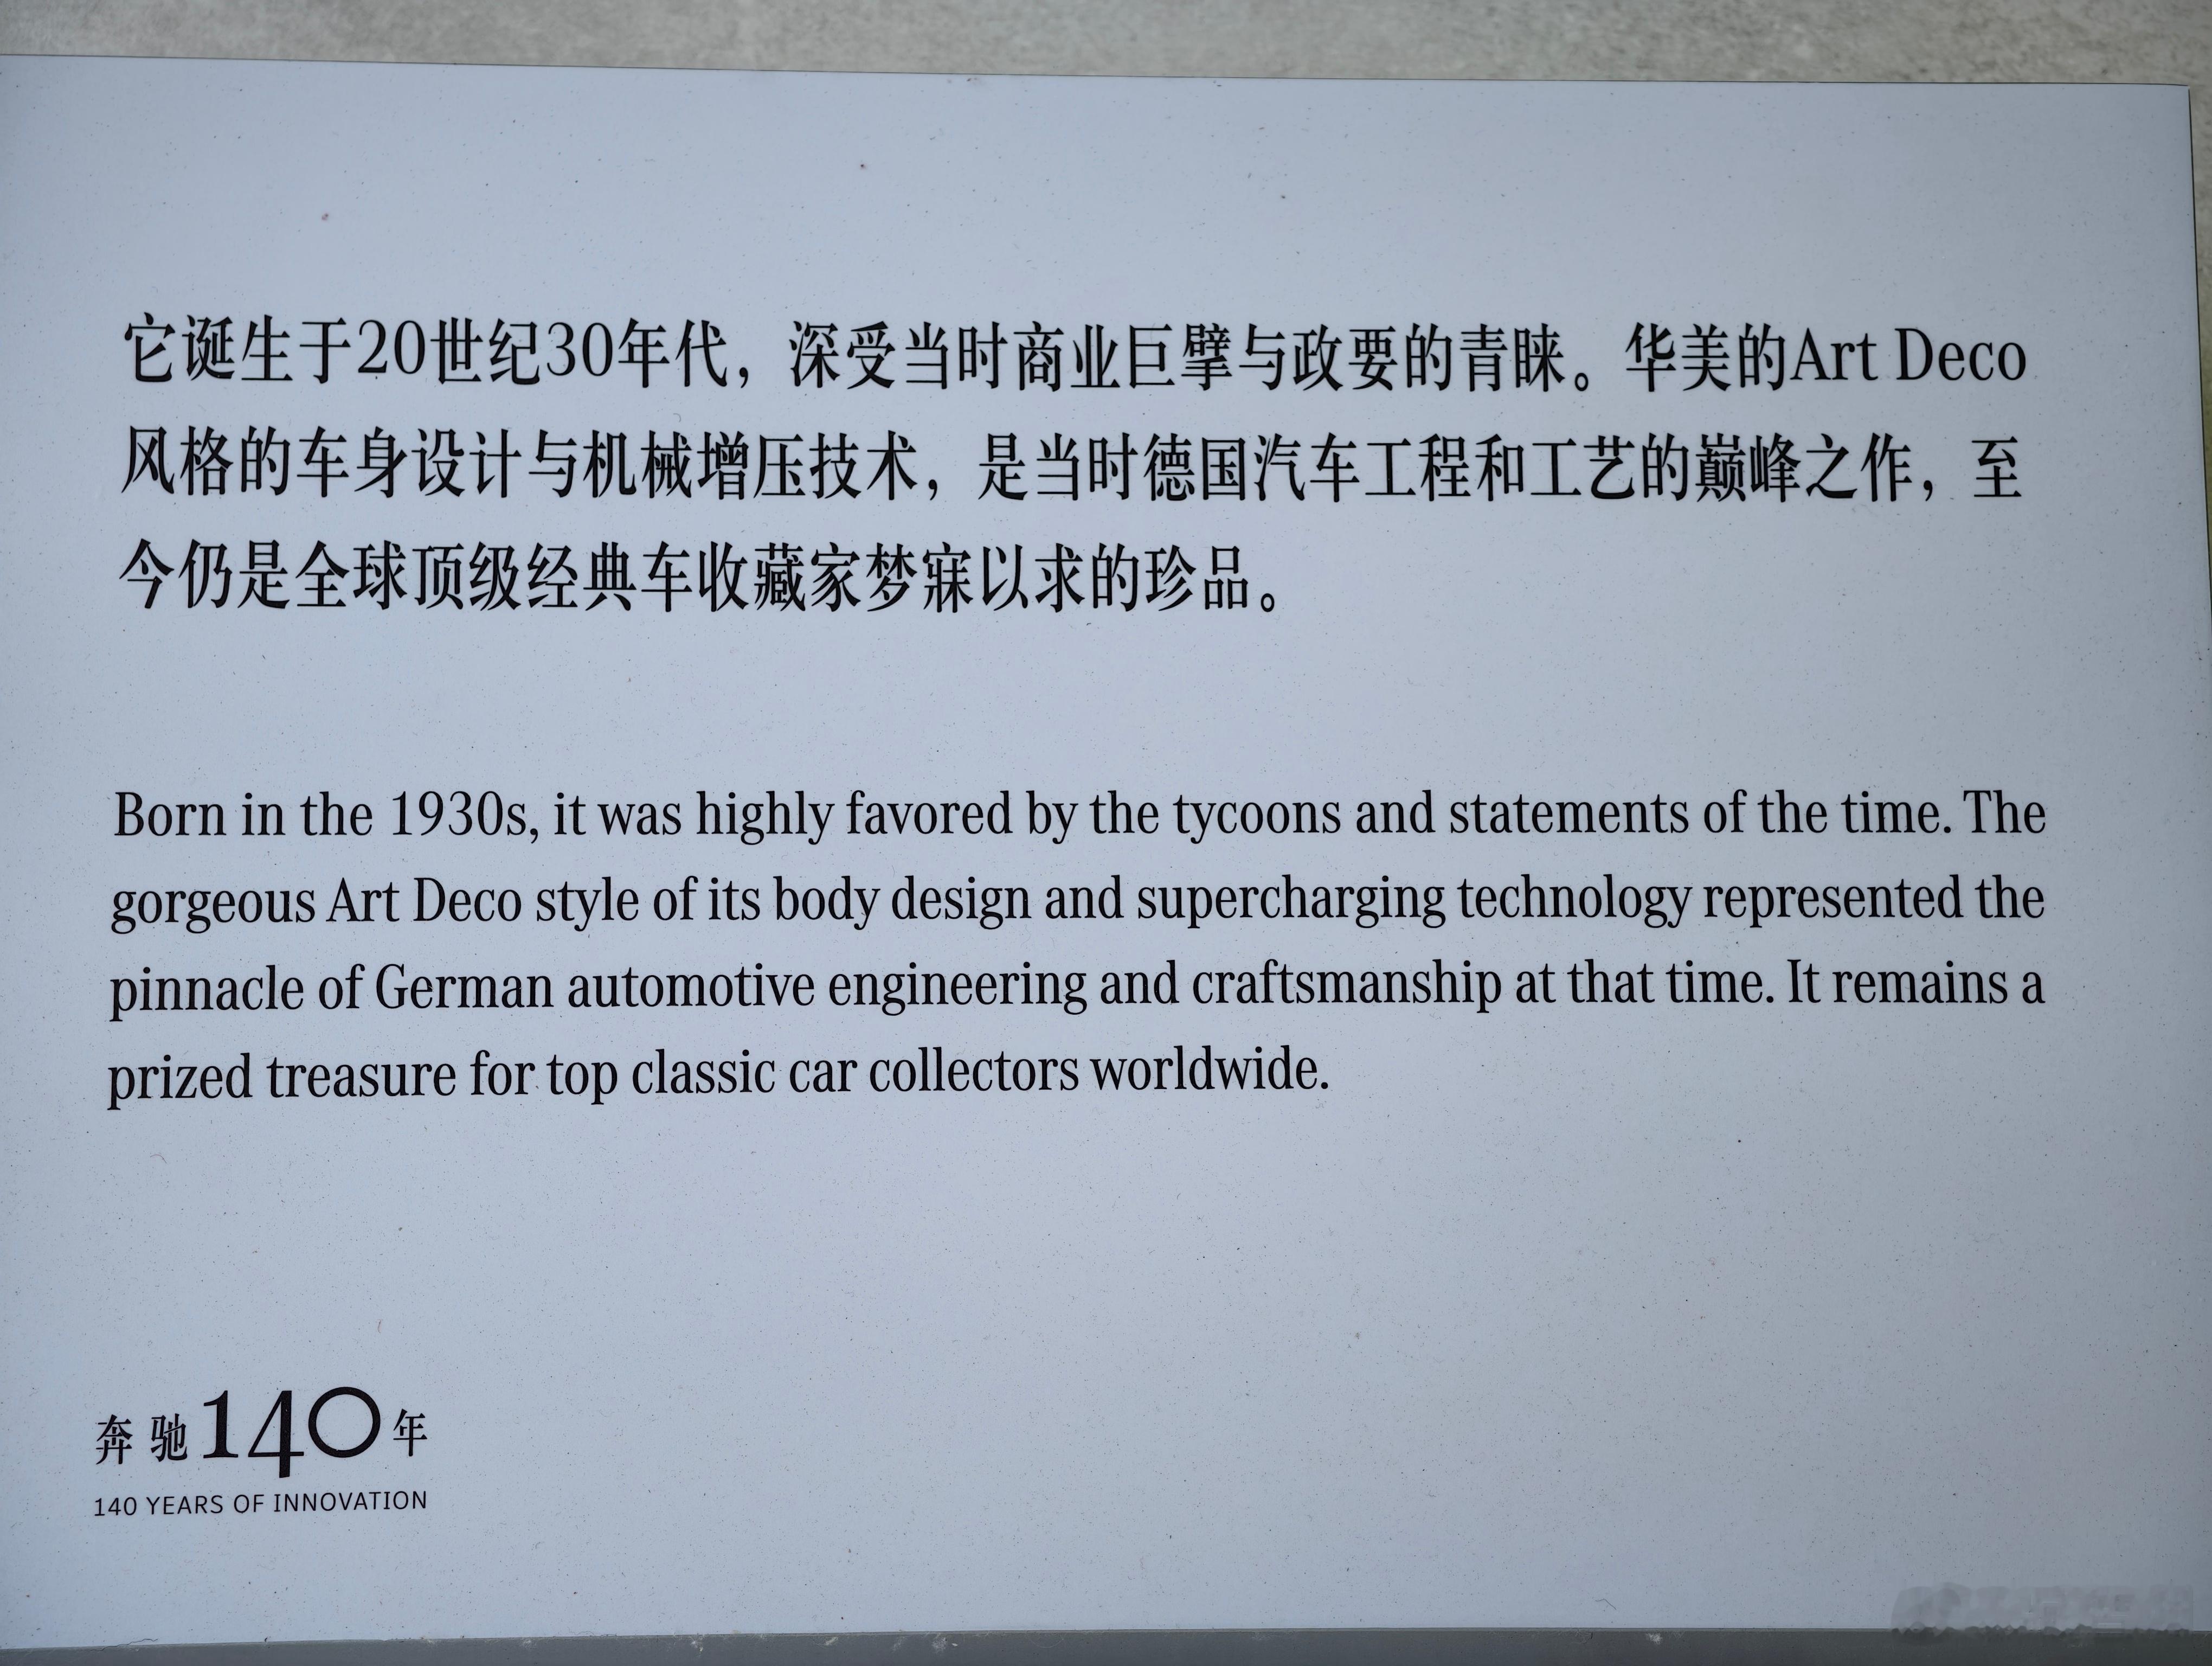 它诞生于20世纪30年代，深受当时商业巨擘与政要的青睐。华美的Art Deco
风格的车身设计与机械增压技术，是当时德国汽车工程和工艺的巅峰之作，至
今仍是全球顶级经典车收藏家梦寐以求的珍品。
Born in the 1930s, it was highly favored by the tycoons and statements of the time. The
gorgeous Art Deco style of its body design and supercharging technology represented the
pinnacle of German automotive engineering and craftsmanship at that time. It remains a
prized treasure for top classic car collectors worldwide.
奔驰140年
140 YEARS OF INNOVATION